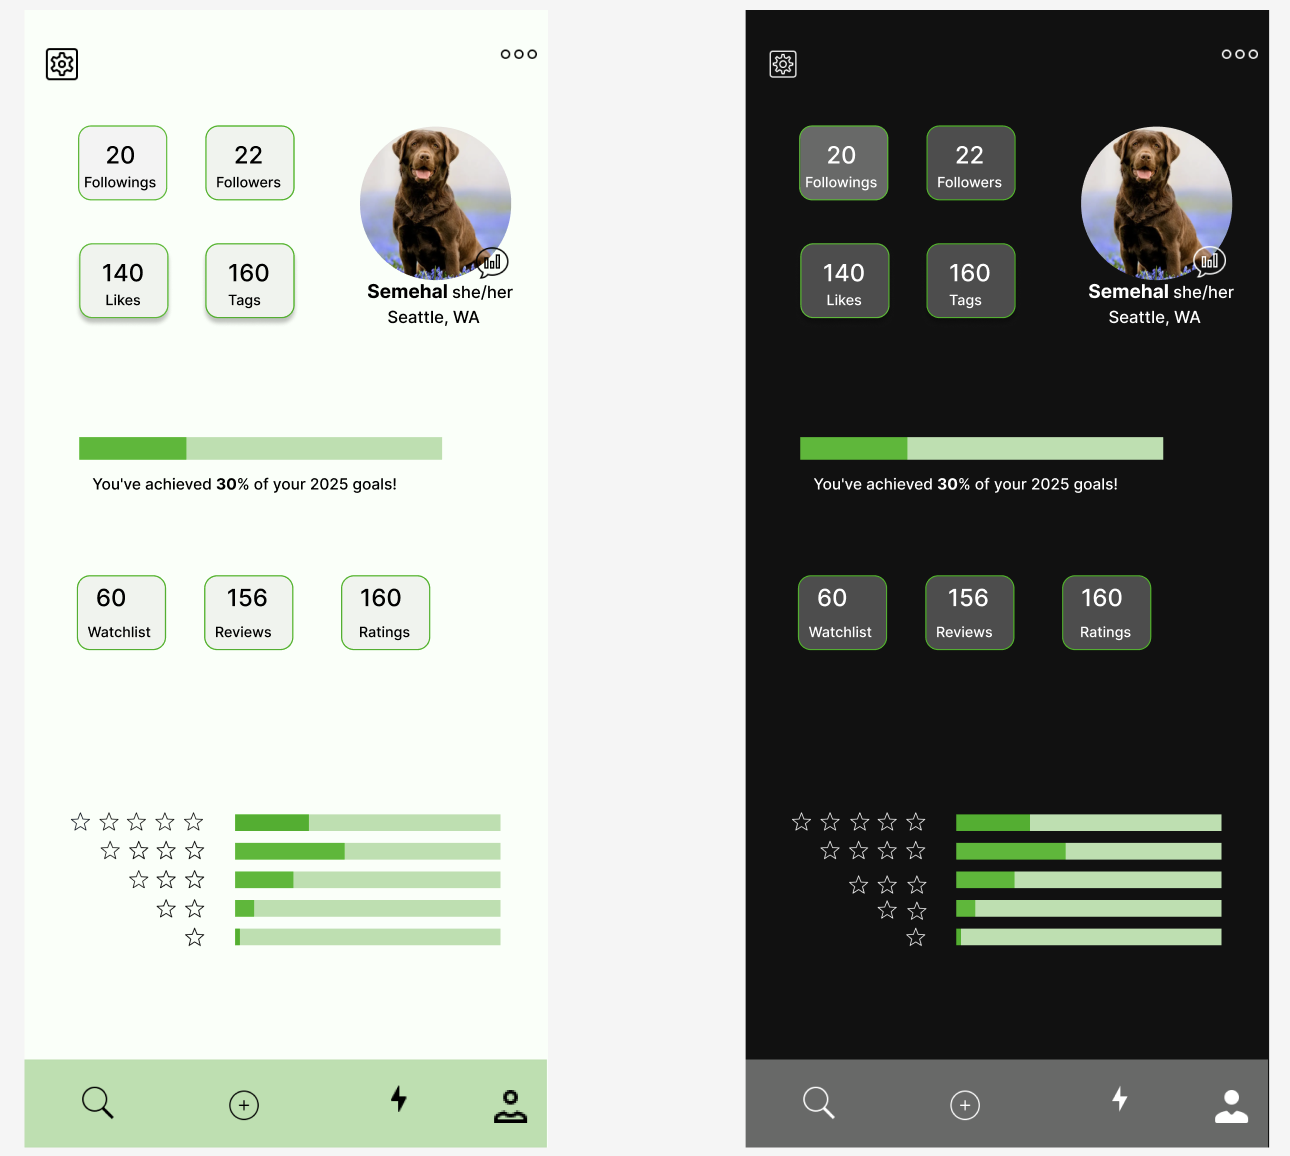 20
Followings
22
Followers
140
Likes
160
Tags
Semehal she/her
Seattle, WA
You've achieved 30% of your 2025 goals!
60
Watchlist
156
Reviews
160
Ratings
20
Followings
22
Followers
140
Likes
160
Tags
Semehal she/her
Seattle, WA
You've achieved 30% of your 2025 goals!
60
Watchlist
156
Reviews
160
Ratings